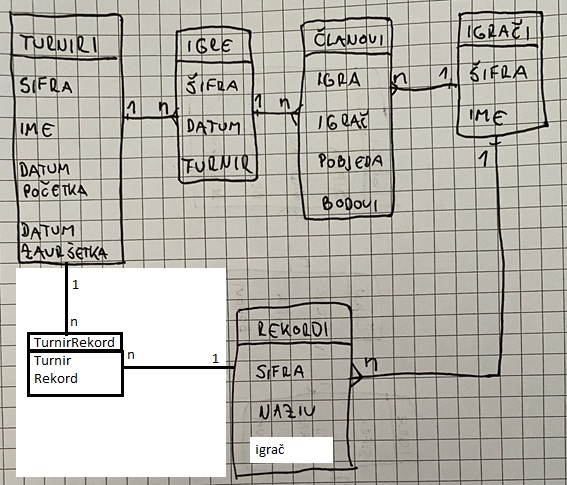 TURNIRI
ŠIFRA
IME
DATUM
POČETKA
DATUM
ZAVRŠETKA
1
n
IGRE
ŠIFRA
DATUM
TURNIR
1
n
ČLANOVI
IGRA
IGRAČ
POBJEDA
BODOVI
n
1
IGRAČI
ŠIFRA
IME
1
1
n
TurnirRekord
Turnir
Rekord
n
1
REKORDI
ŠIFRA
NAZIV
igrač
n